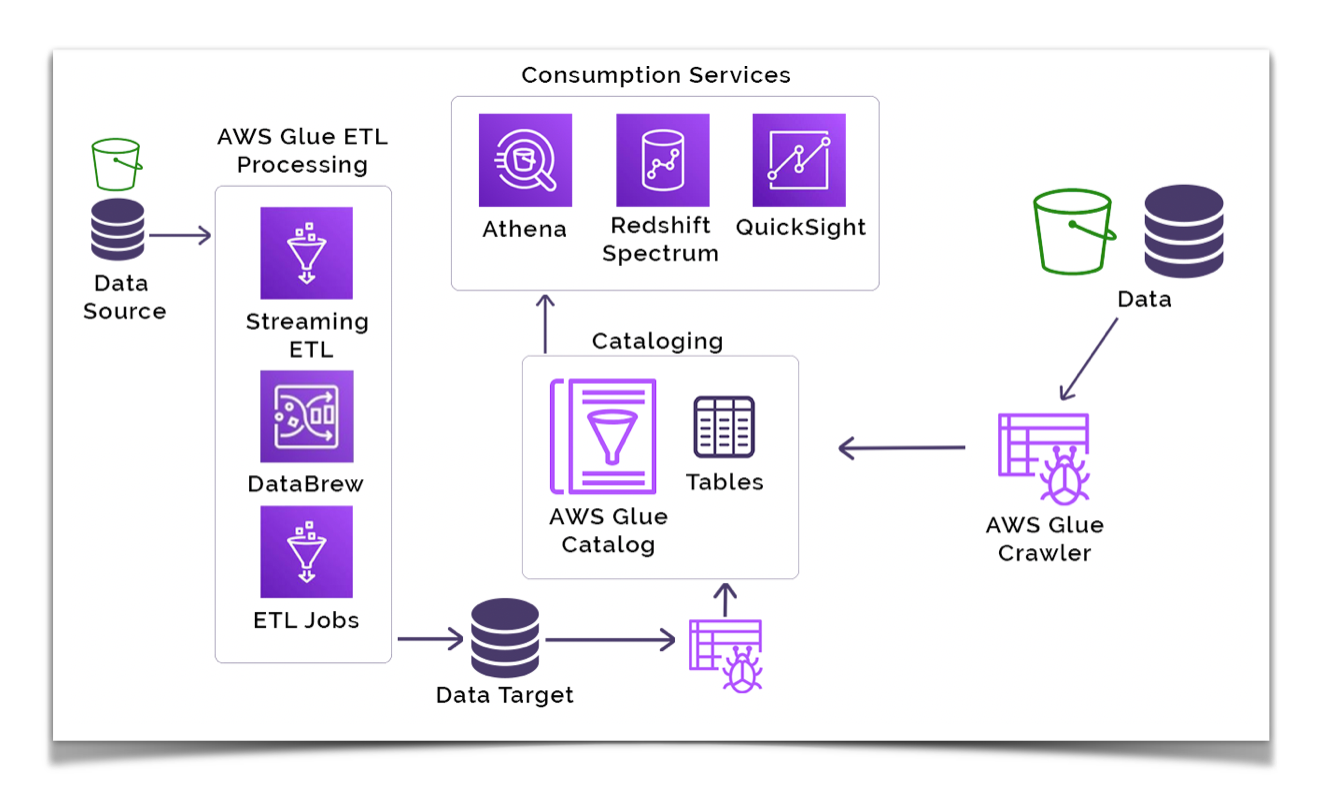 Consumption Services
AWS Glue ETL
Processing
Athena
Redshift
Spectrum
QuickSight
Data
Source
Streaming
ETL
DataBrew
ETL Jobs
Cataloging
AWS Glue
Catalog
Tables
Data
AWS Glue
Crawler
Data Target